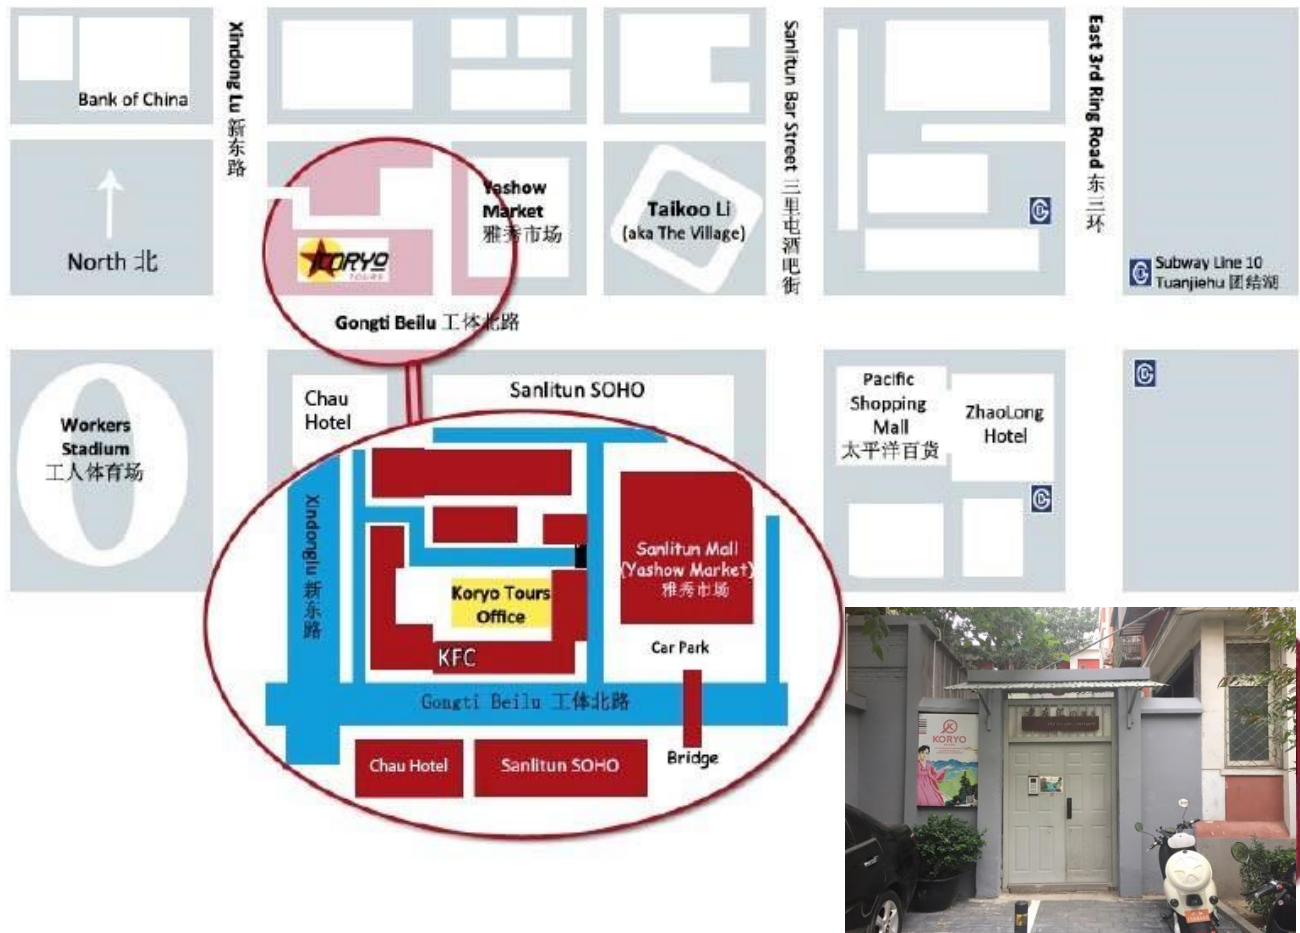 Bank of China
Xindong Lu 新东路
Sanlitun Bar Street 三里屯酒吧街
East 3rd Ring Road 东三环
North 北
KORYO
TOURS
Yashow
Market
雅秀市场
Taikoo Li
(aka The Village)
Subway Line 10
Tuanjiehu 团结湖
Gongti Beilu 工体北路
Workers
Stadium
工人体育场
Chau
Hotel
Sanlitun SOHO
Pacific
Shopping
Mall
太平洋百货
ZhaoLong
Hotel
Xindonglu 新东路
Koryo Tours
Office
KFC
Sanlitun Mall
(Yashow Market)
雅秀市场
Car Park
Gongti Beilu 工体北路
Bridge
Chau Hotel
Sanlitun SOHO
KORYO